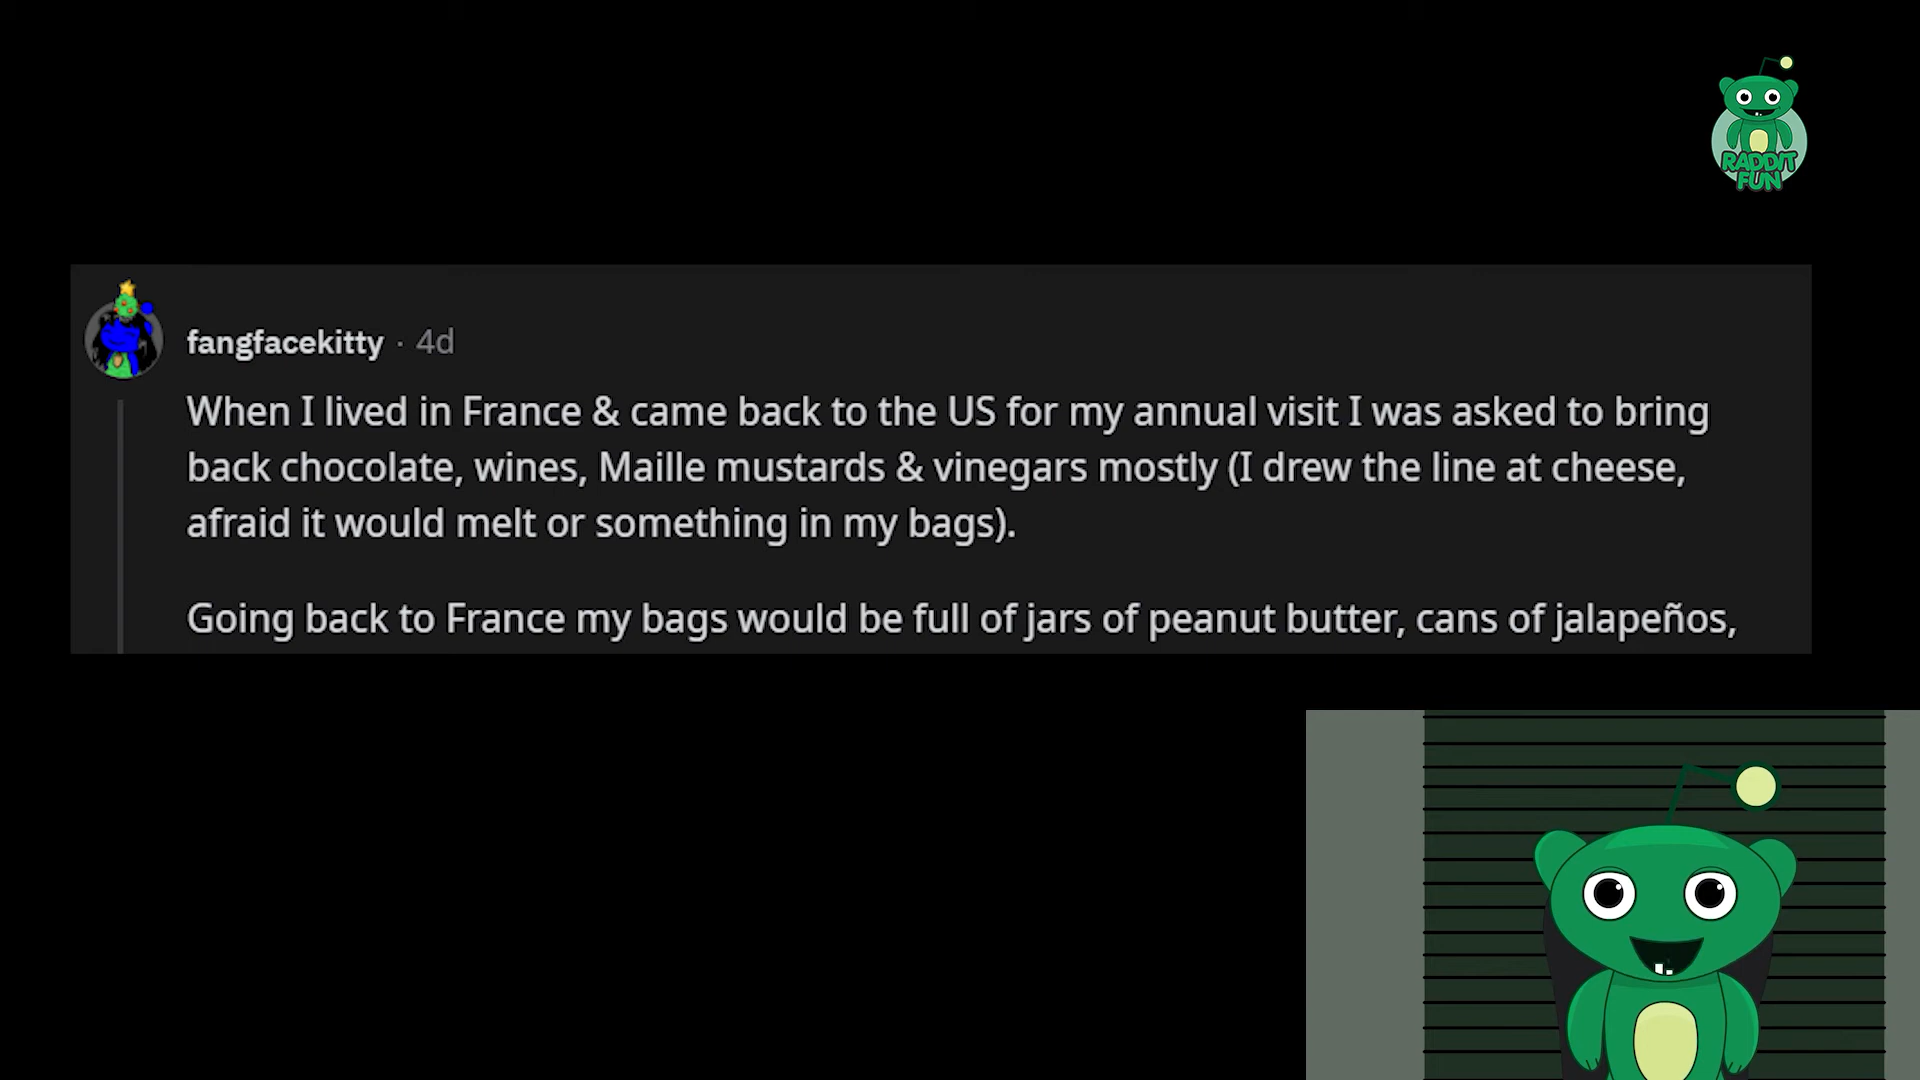 RADDIT
FUN
fangfacekitty · 4d
When I lived in France & came back to the US for my annual visit I was asked to bring
back chocolate, wines, Maille mustards & vinegars mostly (I drew the line at cheese,
afraid it would melt or something in my bags).
Going back to France my bags would be full of jars of peanut butter, cans of jalapeños,